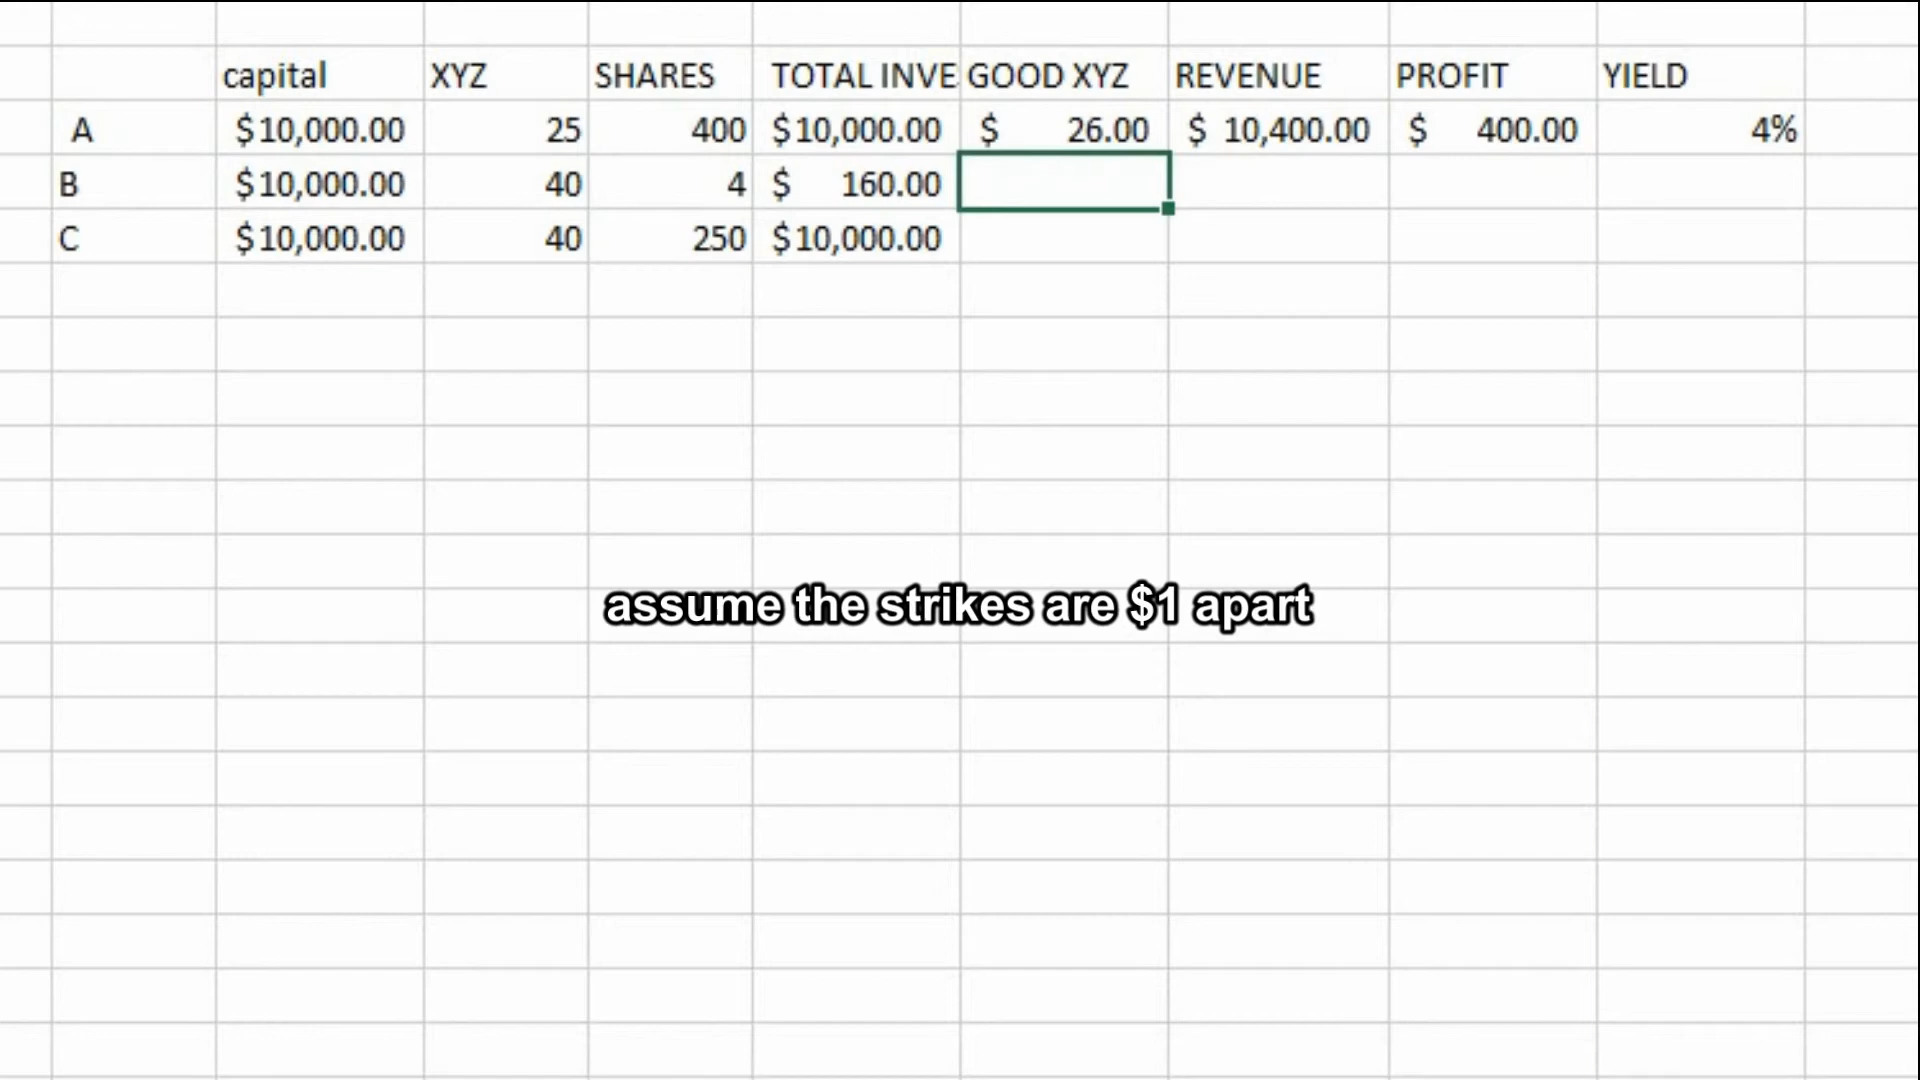 capital XYZ SHARES TOTAL INVE GOOD XYZ REVENUE PROFIT YIELD
A $10,000.00 25 400 $10,000.00 $ 26.00 $ 10,400.00 $ 400.00 4%
B $10,000.00 40 4 $ 160.00
C $10,000.00 40 250 $10,000.00
assume the strikes are $1 apart